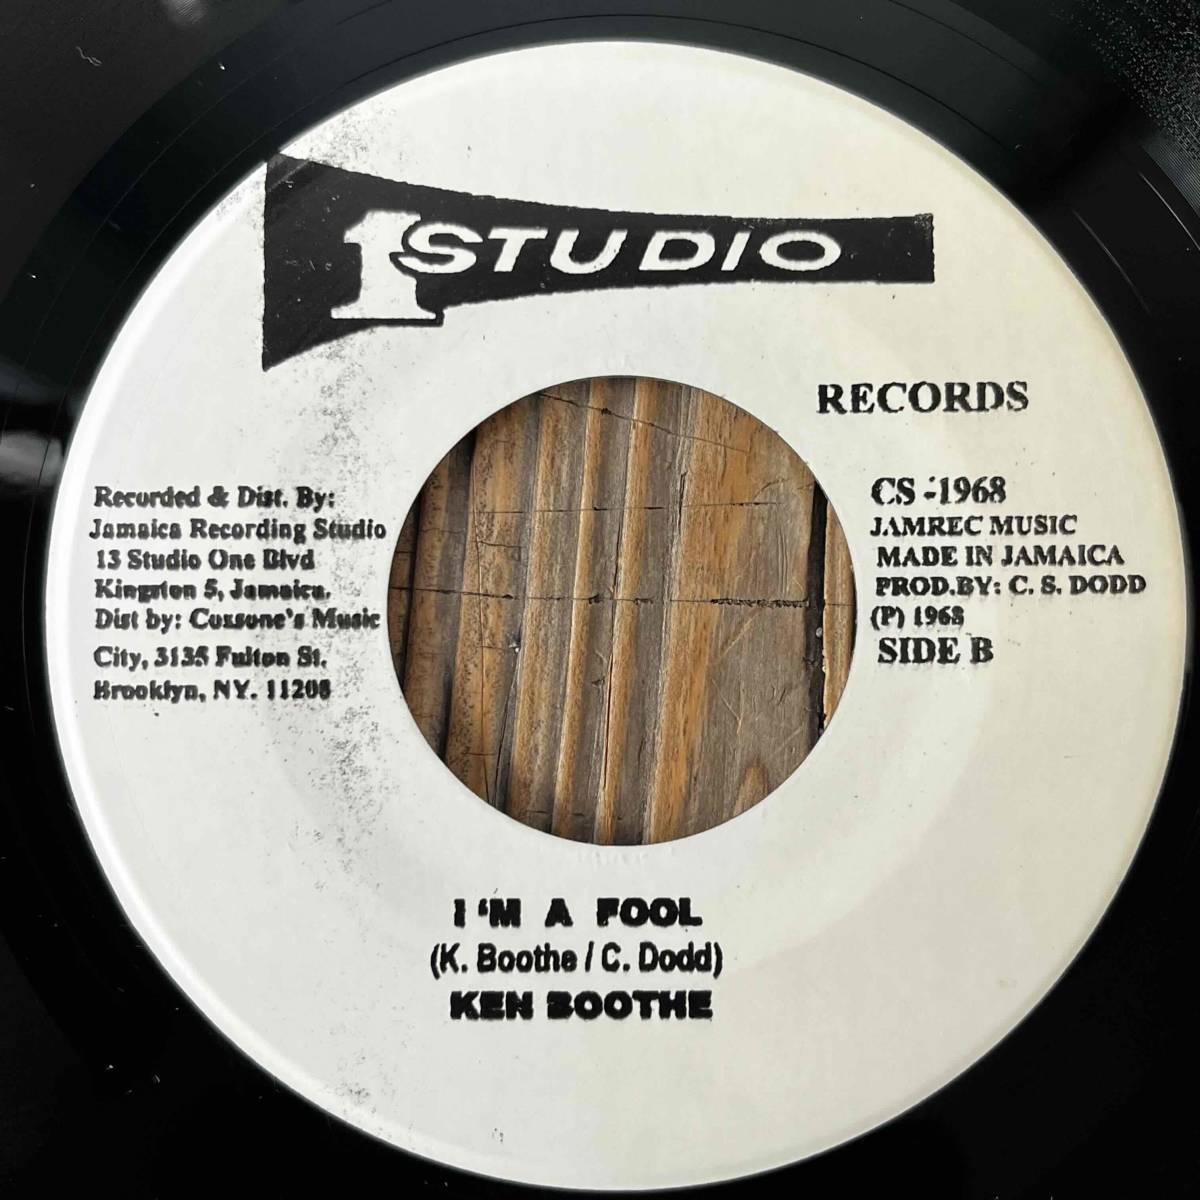 1 STUDIO
RECORDS
Recorded & Dist. By:
Jamaica Recording Studio
13 Studio One Blvd
Kingston 5, Jamaica.
Dist by: Coxsone's Music
City, 3135 Fulton St.
Brooklyn, NY. 11208
CS -1968
JAMREC MUSIC
MADE IN JAMAICA
PROD.BY: C. S. DODD
(P) 1968
SIDE B
I 'M A FOOL
(K. Boothe / C. Dodd)
KEN BOOTHE